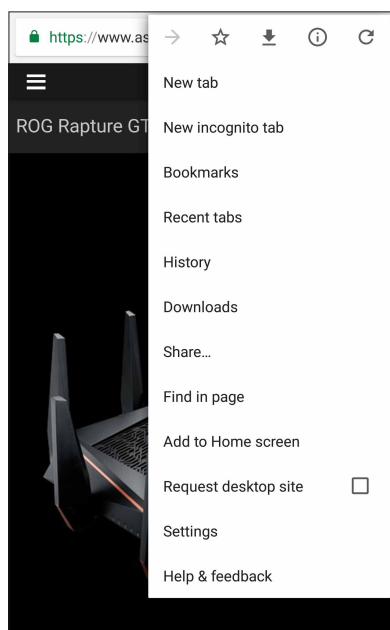 https://www.as
ROG Rapture GT
New tab
New incognito tab
Bookmarks
Recent tabs
History
Downloads
Share...
Find in page
Add to Home screen
Request desktop site
Settings
Help & feedback